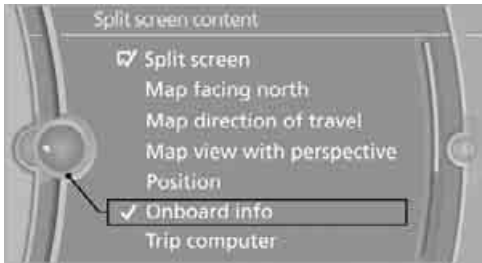 Split screen content
Split screen
Map facing north
Map direction of travel
Map view with perspective
Position
Onboard info
Trip computer